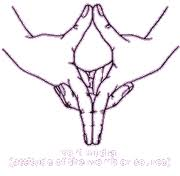 yoni mudra
(gesture of the womb or source)